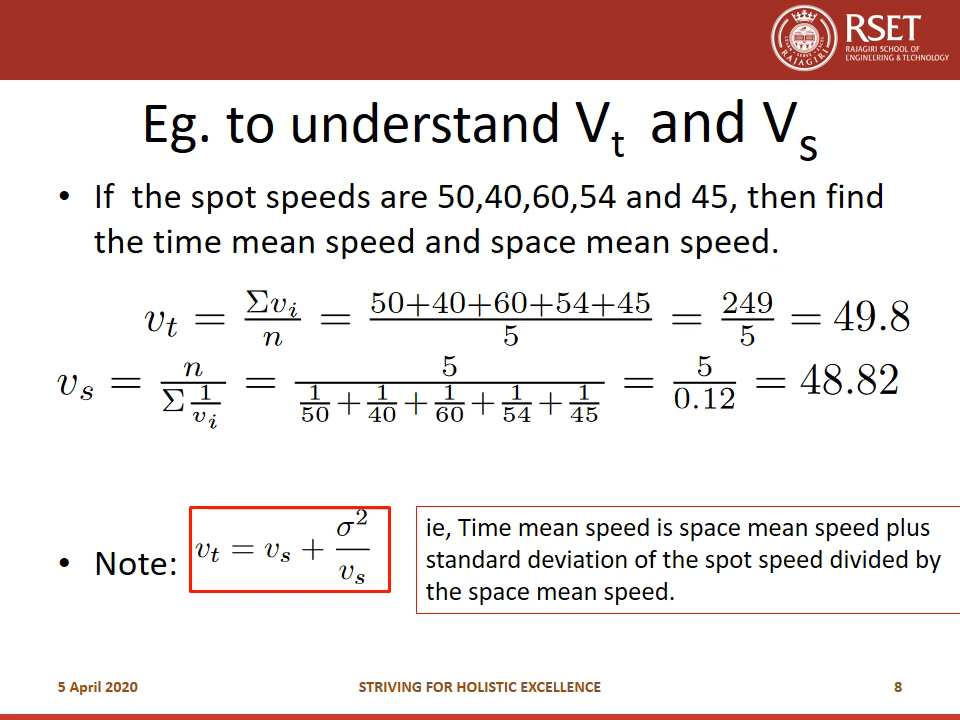 RSET
RAJAGIRI SCHOOL OF
ENGINEERING & TECHNOLOGY
RAJAGIRI
Eg. to understand Vt and Vs
• If the spot speeds are 50,40,60,54 and 45, then find
the time mean speed and space mean speed.
v_t = Σv_i/n = (50+40+60+54+45)/5 = 249/5 = 49.8
v_s = n/(Σ 1/v_i) = 5/(1/50 + 1/40 + 1/60 + 1/54 + 1/45) = 5/0.12 = 48.82
• Note: v_t = v_s + σ²/v_s
ie, Time mean speed is space mean speed plus
standard deviation of the spot speed divided by
the space mean speed.
5 April 2020
STRIVING FOR HOLISTIC EXCELLENCE
8